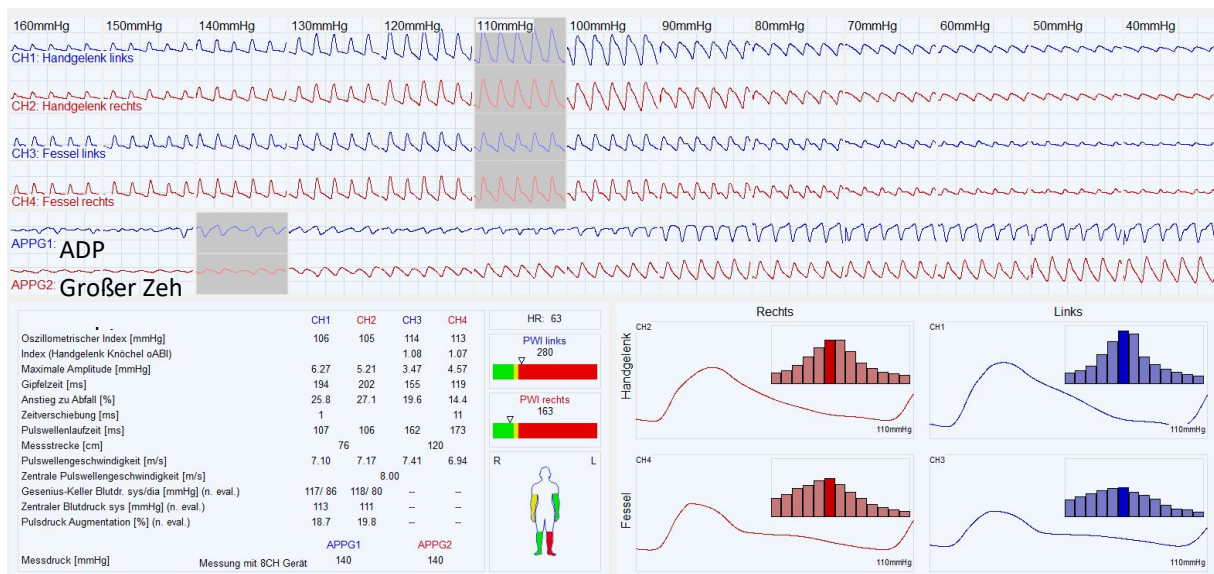 160mmHg 150mmHg 140mmHg 130mmHg 120mmHg 110mmHg 100mmHg 90mmHg 80mmHg 70mmHg 60mmHg 50mmHg 40mmHg
CH1: Handgelenk links
CH2: Handgelenk rechts
CH3: Fessel links
CH4: Fessel rechts
APPG1: ADP
APPG2: Großer Zeh
CH1 CH2 CH3 CH4
Oszillometrischer Index [mmHg] 106 105 114 113
Index (Handgelenk Knöchel oABI) 1.08 1.07
Maximale Amplitude [mmHg] 6.27 5.21 3.47 4.57
Gipfelzeit [ms] 194 202 155 119
Anstieg zu Abfall [%] 25.8 27.1 19.6 14.4
Zeitverschiebung [ms] 1 11
Pulswellenlaufzeit [ms] 107 106 162 173
Messstrecke [cm] 76 120
Pulswellengeschwindigkeit [m/s] 7.10 7.17 7.41 6.94
Zentrale Pulswellengeschwindigkeit [m/s] 8.00
Gesenius-Keller Blutdr. sys/dia [mmHg] (n. eval.) 117/ 86 118/ 80 -- --
Zentraler Blutdruck sys [mmHg] (n. eval.) 113 111 -- --
Pulsdruck Augmentation [%] (n. eval.) 18.7 19.8 -- --
APPG1 APPG2
Messdruck [mmHg] Messung mit 8CH Gerät 140 140
HR: 63
PWI links
280
PWI rechts
163
R L
Rechts Links
Handgelenk
CH2
110mmHg
CH1
110mmHg
Fessel
CH4
110mmHg
CH3
110mmHg